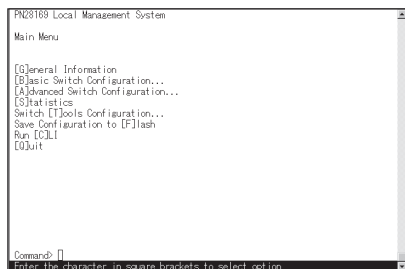 PN28169 Local Management System
Main Menu
[G]eneral Information
[B]asic Switch Configuration...
[A]dvanced Switch Configuration...
[S]tatistics
Switch [T]ools Configuration...
Save Configuration to [F]lash
Run [C]LI
[Q]uit
Command>
Enter the character in square brackets to select option